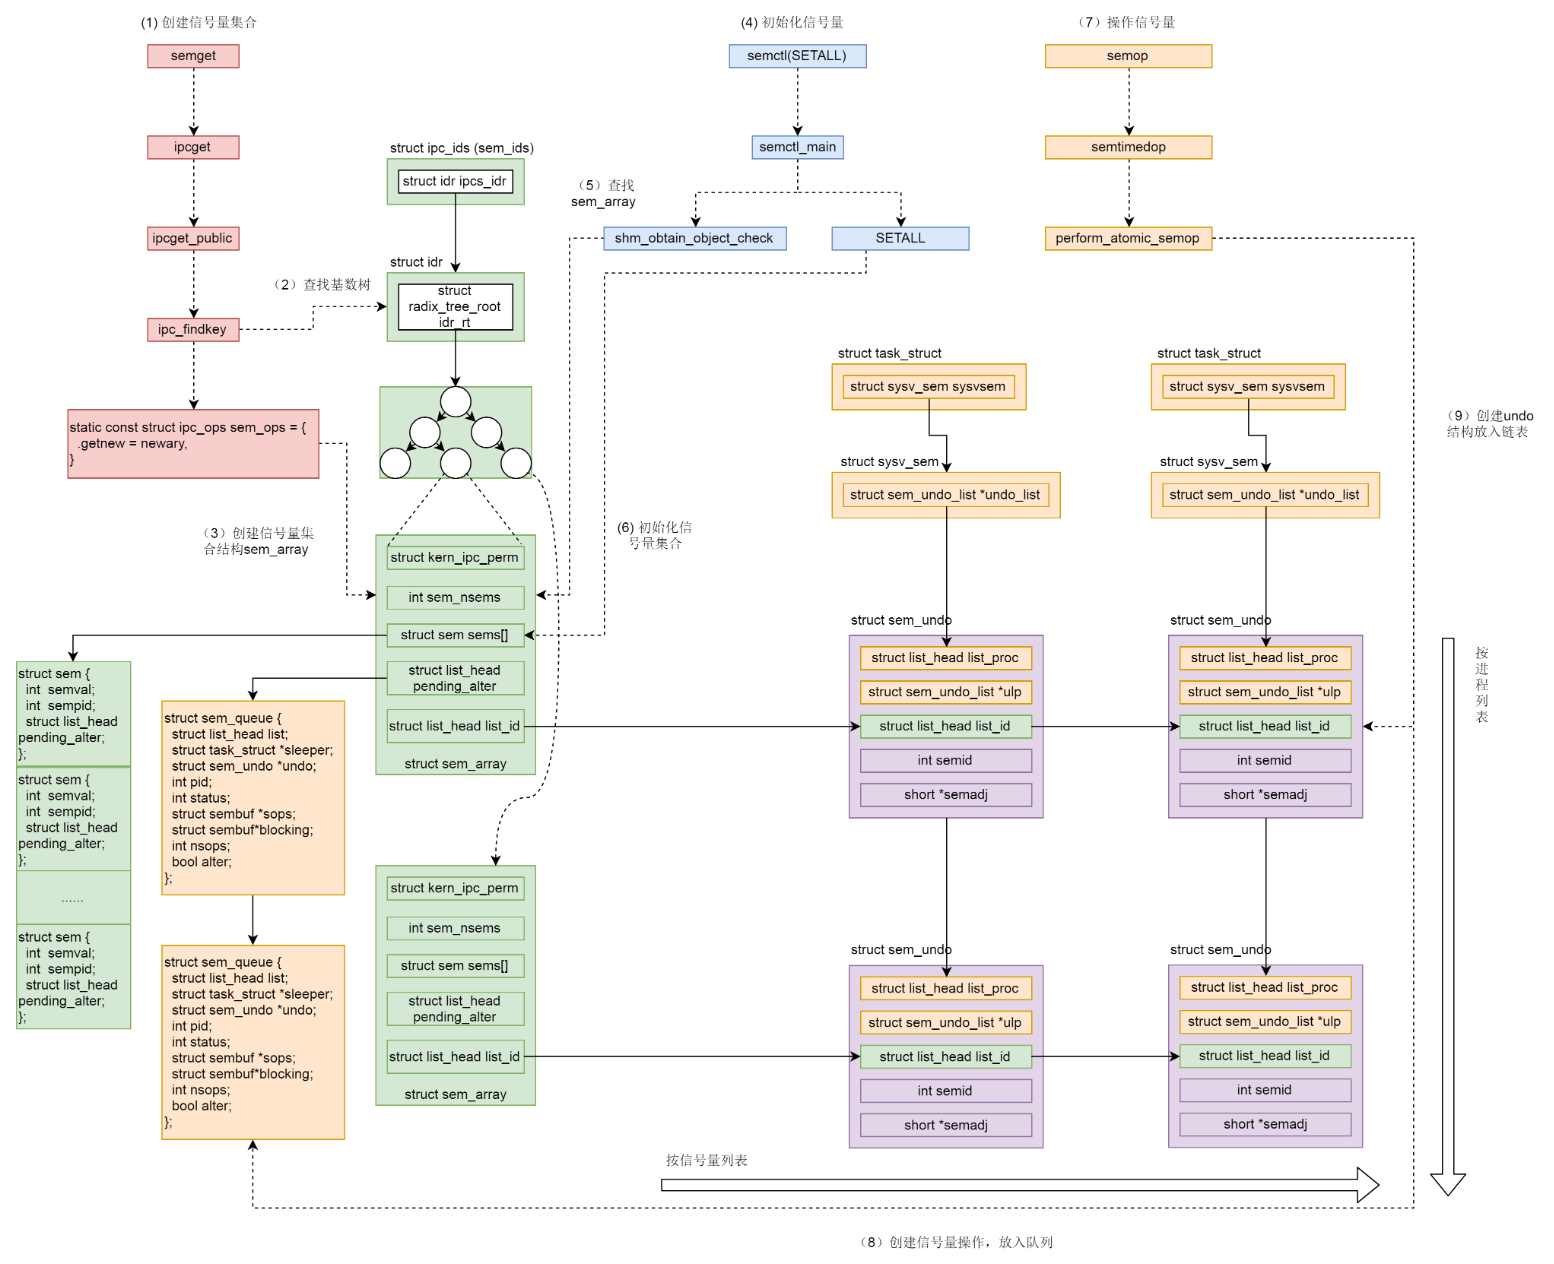 (1) 创建信号量集合
semget
ipcget
ipcget_public
ipc_findkey
static const struct ipc_ops sem_ops = {
.getnew = newary,
}
(2）查找基数树
（3）创建信号量集
合结构sem_array
struct ipc_ids (sem_ids)
struct idr ipcs_idr
struct idr
struct
radix_tree_root
idr_rt
(4) 初始化信号量
semctl(SETALL)
semctl_main
（5）查找
sem_array
shm_obtain_object_check
SETALL
(6) 初始化信
号量集合
（7）操作信号量
semop
semtimedop
perform_atomic_semop
struct kern_ipc_perm
int sem_nsems
struct sem sems[]
struct list_head
pending_alter
struct list_head list_id
struct sem_array
struct sem {
int semval;
int sempid;
struct list_head
pending_alter;
};
struct sem {
int semval;
int sempid;
struct list_head
pending_alter;
};
......
struct sem {
int semval;
int sempid;
struct list_head
pending_alter;
};
struct sem_queue {
struct list_head list;
struct task_struct *sleeper;
struct sem_undo *undo;
int pid;
int status;
struct sembuf *sops;
struct sembuf*blocking;
int nsops;
bool alter;
};
struct sem_queue {
struct list_head list;
struct task_struct *sleeper;
struct sem_undo *undo;
int pid;
int status;
struct sembuf *sops;
struct sembuf*blocking;
int nsops;
bool alter;
};
struct kern_ipc_perm
int sem_nsems
struct sem sems[]
struct list_head
pending_alter
struct list_head list_id
struct sem_array
struct task_struct
struct sysv_sem sysvsem
struct sysv_sem
struct sem_undo_list *undo_list
struct sem_undo
struct list_head list_proc
struct sem_undo_list *ulp
struct list_head list_id
int semid
short *semadj
struct sem_undo
struct list_head list_proc
struct sem_undo_list *ulp
struct list_head list_id
int semid
short *semadj
struct task_struct
struct sysv_sem sysvsem
struct sysv_sem
struct sem_undo_list *undo_list
struct sem_undo
struct list_head list_proc
struct sem_undo_list *ulp
struct list_head list_id
int semid
short *semadj
struct sem_undo
struct list_head list_proc
struct sem_undo_list *ulp
struct list_head list_id
int semid
short *semadj
（9）创建undo
结构放入链表
按进程列表
按信号量列表
（8）创建信号量操作，放入队列